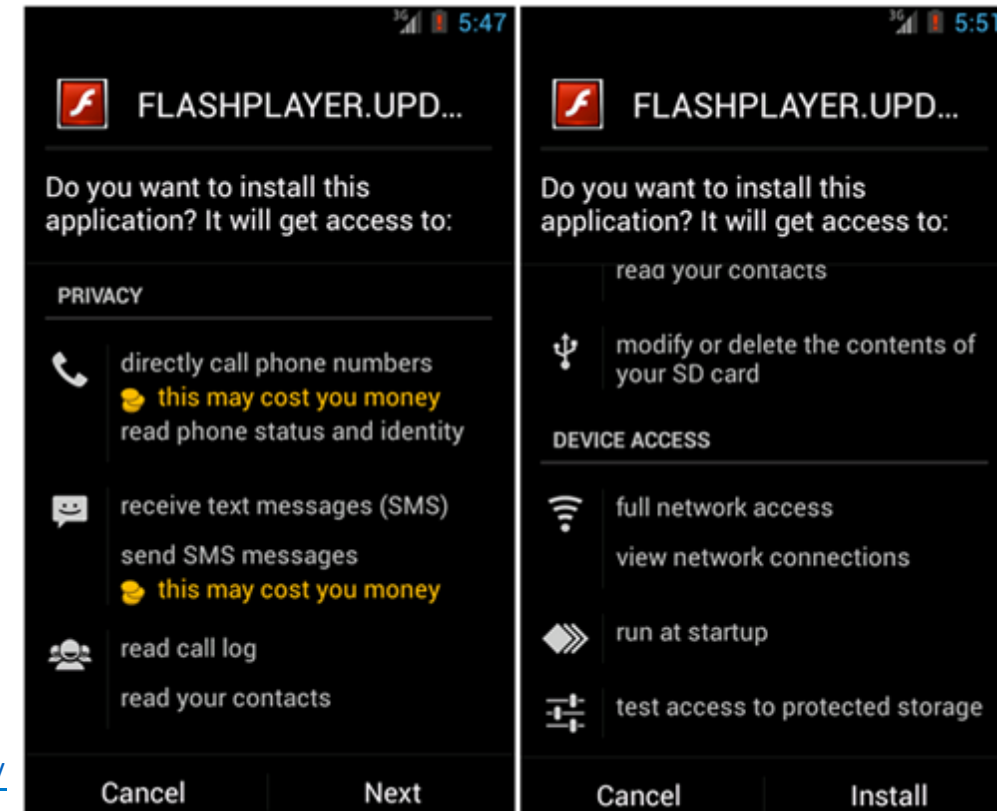 3G 5:47
FLASHPLAYER.UPD...
Do you want to install this
application? It will get access to:
PRIVACY
directly call phone numbers
this may cost you money
read phone status and identity
receive text messages (SMS)
send SMS messages
this may cost you money
read call log
read your contacts
Cancel Next
3G 5:51
FLASHPLAYER.UPD...
Do you want to install this
application? It will get access to:
read your contacts
modify or delete the contents of
your SD card
DEVICE ACCESS
full network access
view network connections
run at startup
test access to protected storage
Cancel Install